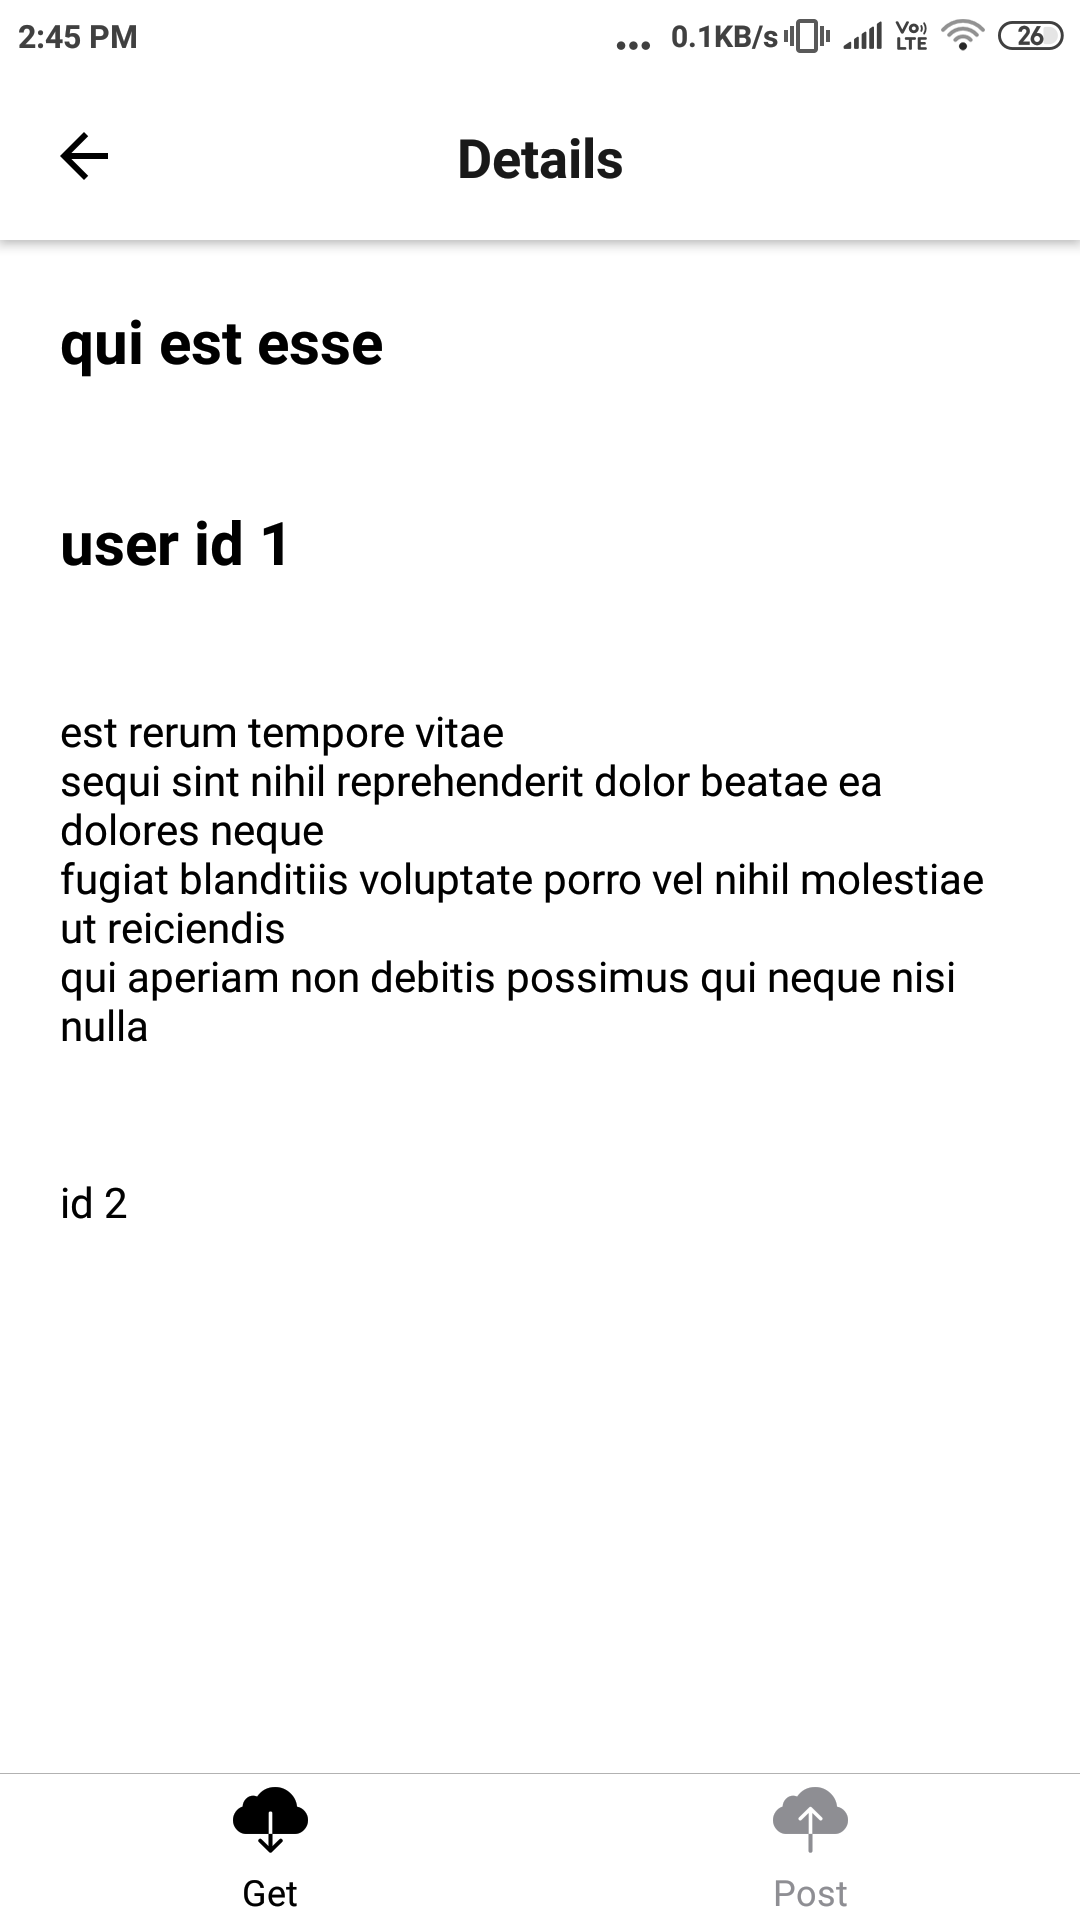 2:45 PM
... 0.1KB/s Vo) LTE 26
Details
qui est esse
user id 1
est rerum tempore vitae
sequi sint nihil reprehenderit dolor beatae ea
dolores neque
fugiat blanditiis voluptate porro vel nihil molestiae
ut reiciendis
qui aperiam non debitis possimus qui neque nisi
nulla
id 2
Get
Post